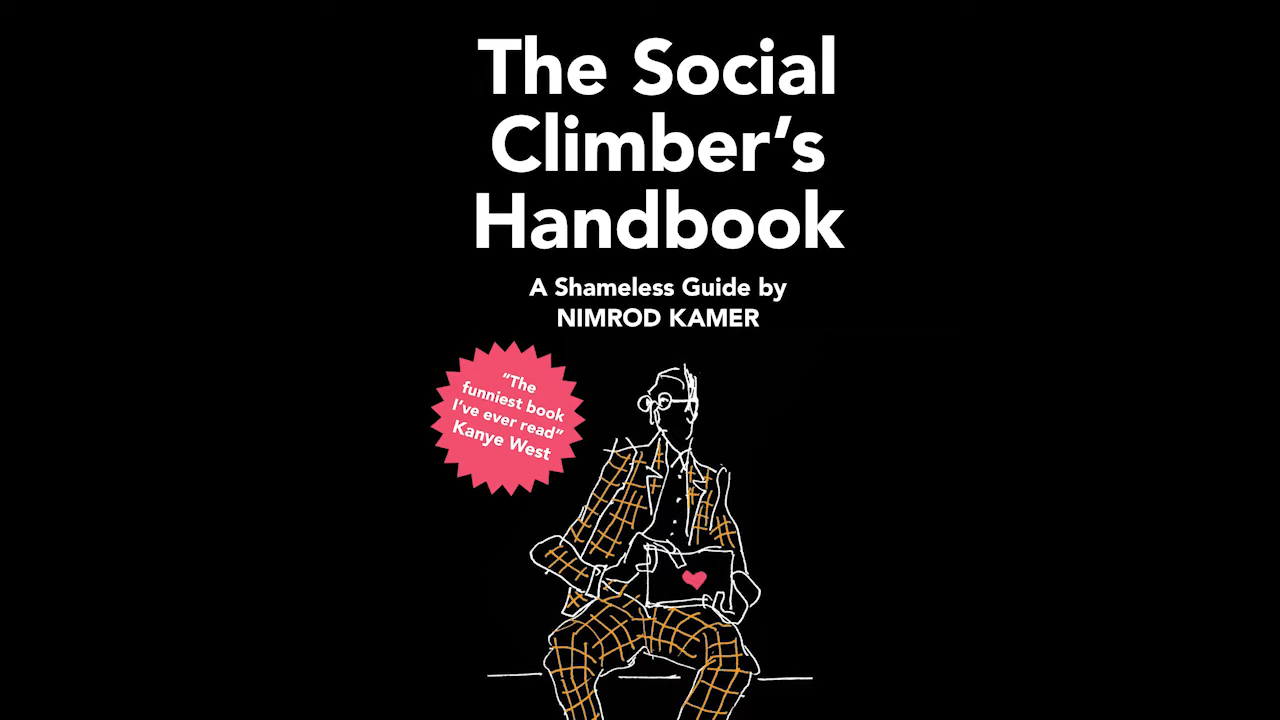 The Social
Climber’s
Handbook
A Shameless Guide by
NIMROD KAMER
“The
funniest book
I’ve ever read”
Kanye West